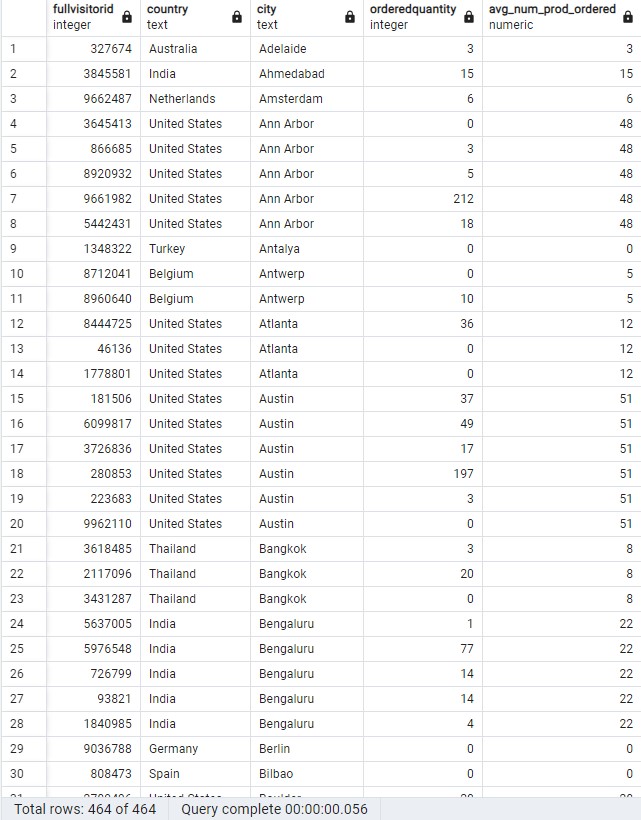 fullvisitorid country city orderedquantity avg_num_prod_ordered
integer text text integer numeric
1 327674 Australia Adelaide 3 3
2 3845581 India Ahmedabad 15 15
3 9662487 Netherlands Amsterdam 6 6
4 3645413 United States Ann Arbor 0 48
5 866685 United States Ann Arbor 3 48
6 8920932 United States Ann Arbor 5 48
7 9661982 United States Ann Arbor 212 48
8 5442431 United States Ann Arbor 18 48
9 1348322 Turkey Antalya 0 0
10 8712041 Belgium Antwerp 0 5
11 8960640 Belgium Antwerp 10 5
12 8444725 United States Atlanta 36 12
13 46136 United States Atlanta 0 12
14 1778801 United States Atlanta 0 12
15 181506 United States Austin 37 51
16 6099817 United States Austin 49 51
17 3726836 United States Austin 17 51
18 280853 United States Austin 197 51
19 223683 United States Austin 3 51
20 9962110 United States Austin 0 51
21 3618485 Thailand Bangkok 3 8
22 2117096 Thailand Bangkok 20 8
23 3431287 Thailand Bangkok 0 8
24 5637005 India Bengaluru 1 22
25 5976548 India Bengaluru 77 22
26 726799 India Bengaluru 14 22
27 93821 India Bengaluru 14 22
28 1840985 India Bengaluru 4 22
29 9036788 Germany Berlin 0 0
30 808473 Spain Bilbao 0 0
Total rows: 464 of 464 Query complete 00:00:00.056